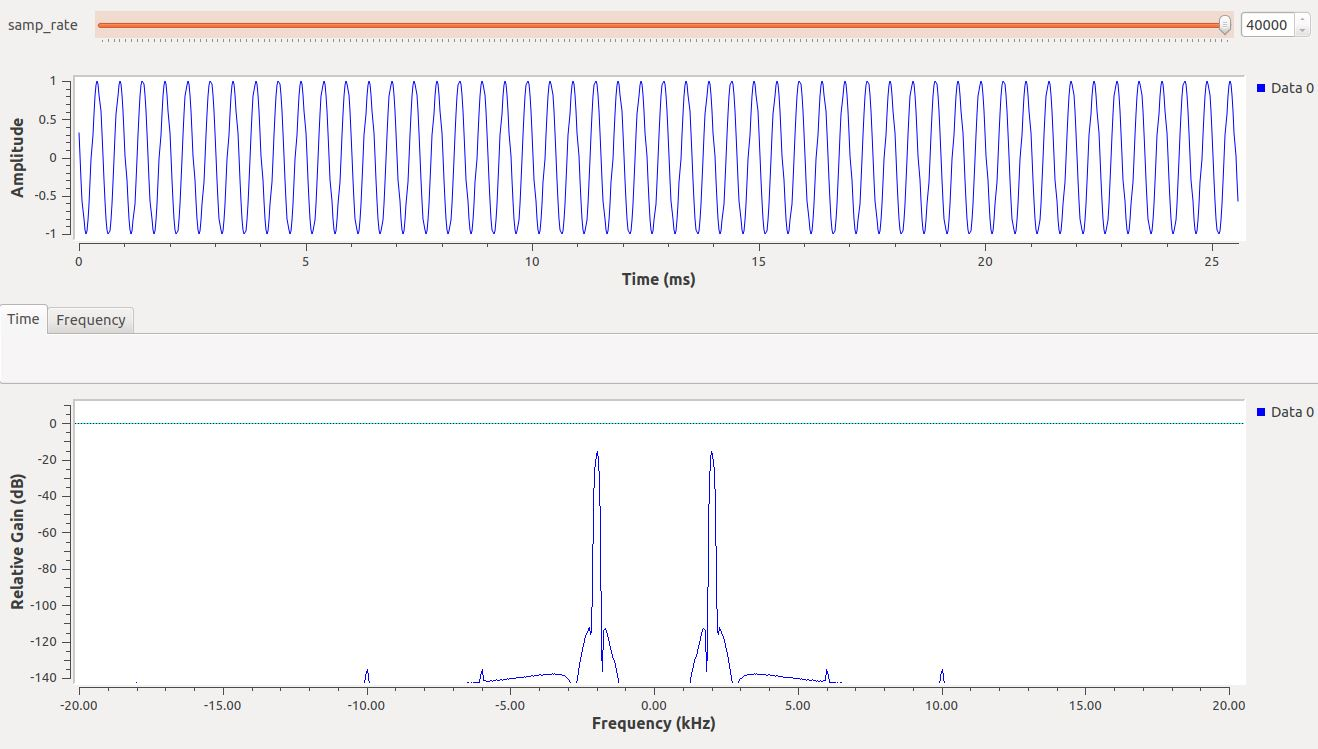 samp_rate 40000
1
0.5
0
-0.5
-1
Amplitude
Data 0
0 5 10 15 20 25
Time (ms)
Time Frequency
0
-20
-40
-60
-80
-100
-120
-140
Relative Gain (dB)
Data 0
-20.00 -15.00 -10.00 -5.00 0.00 5.00 10.00 15.00 20.00
Frequency (kHz)